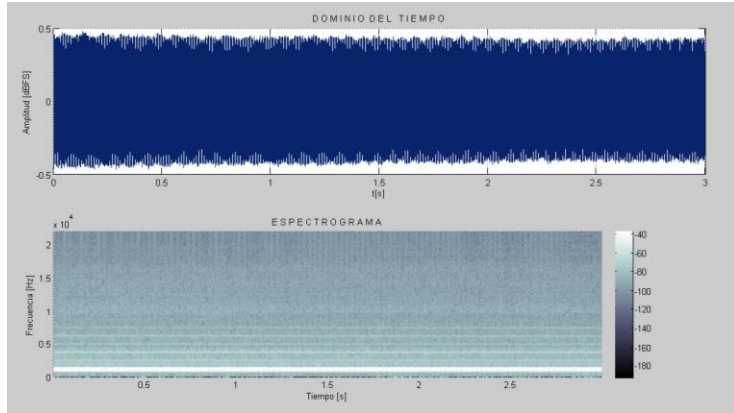 DOMINIO DEL TIEMPO
0.5
0
-0.5
Amplitud [dBFS]
0 0.5 1 1.5 2 2.5 3
t[s]
ESPECTROGRAMA
x 10^4
2
1.5
1
0.5
0
Frecuencia [Hz]
0.5 1 1.5 2 2.5
Tiempo [s]
-40
-60
-80
-100
-120
-140
-160
-180